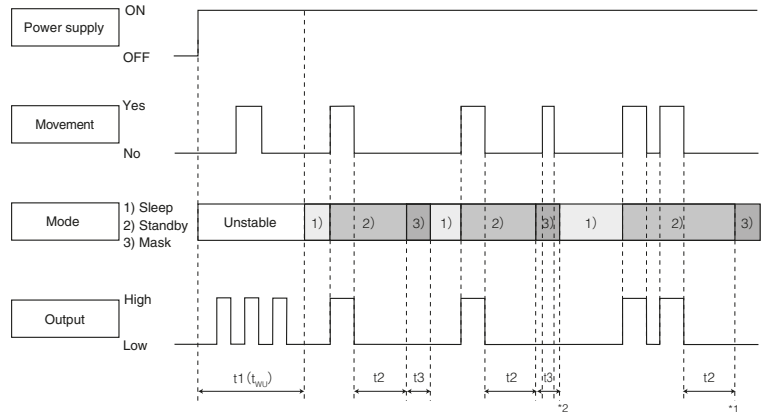 Power supply
ON
OFF
Movement
Yes
No
Mode
1) Sleep
2) Standby
3) Mask
Unstable 1) 2) 3) 1) 2) 3) 1) 2) 3)
Output
High
Low
t1 (tWU) t2 t3 t2 t3 t2
*2 *1